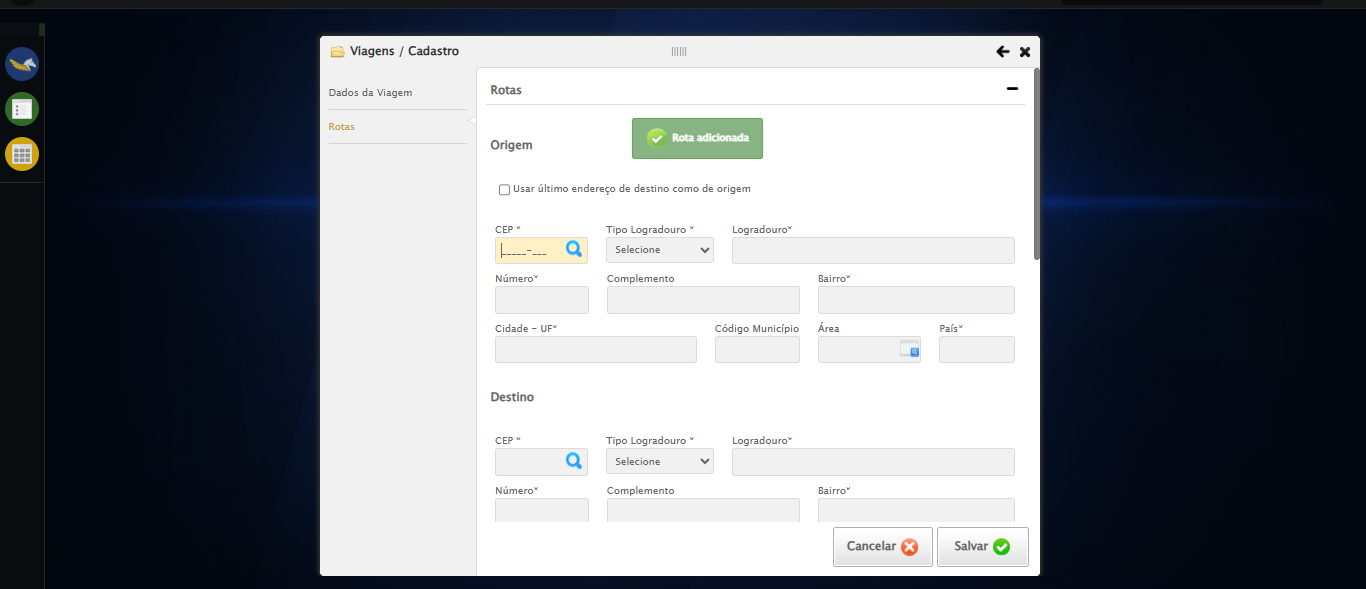 Viagens / Cadastro
Dados da Viagem
Rotas
Rotas
Rota adicionada
Origem
Usar último endereço de destino como de origem
CEP * Tipo Logradouro * Logradouro*
_____-___ Selecione
Número* Complemento Bairro*
Cidade - UF* Código Município Área País*
Destino
CEP * Tipo Logradouro * Logradouro*
Selecione
Número* Complemento Bairro*
Cancelar Salvar